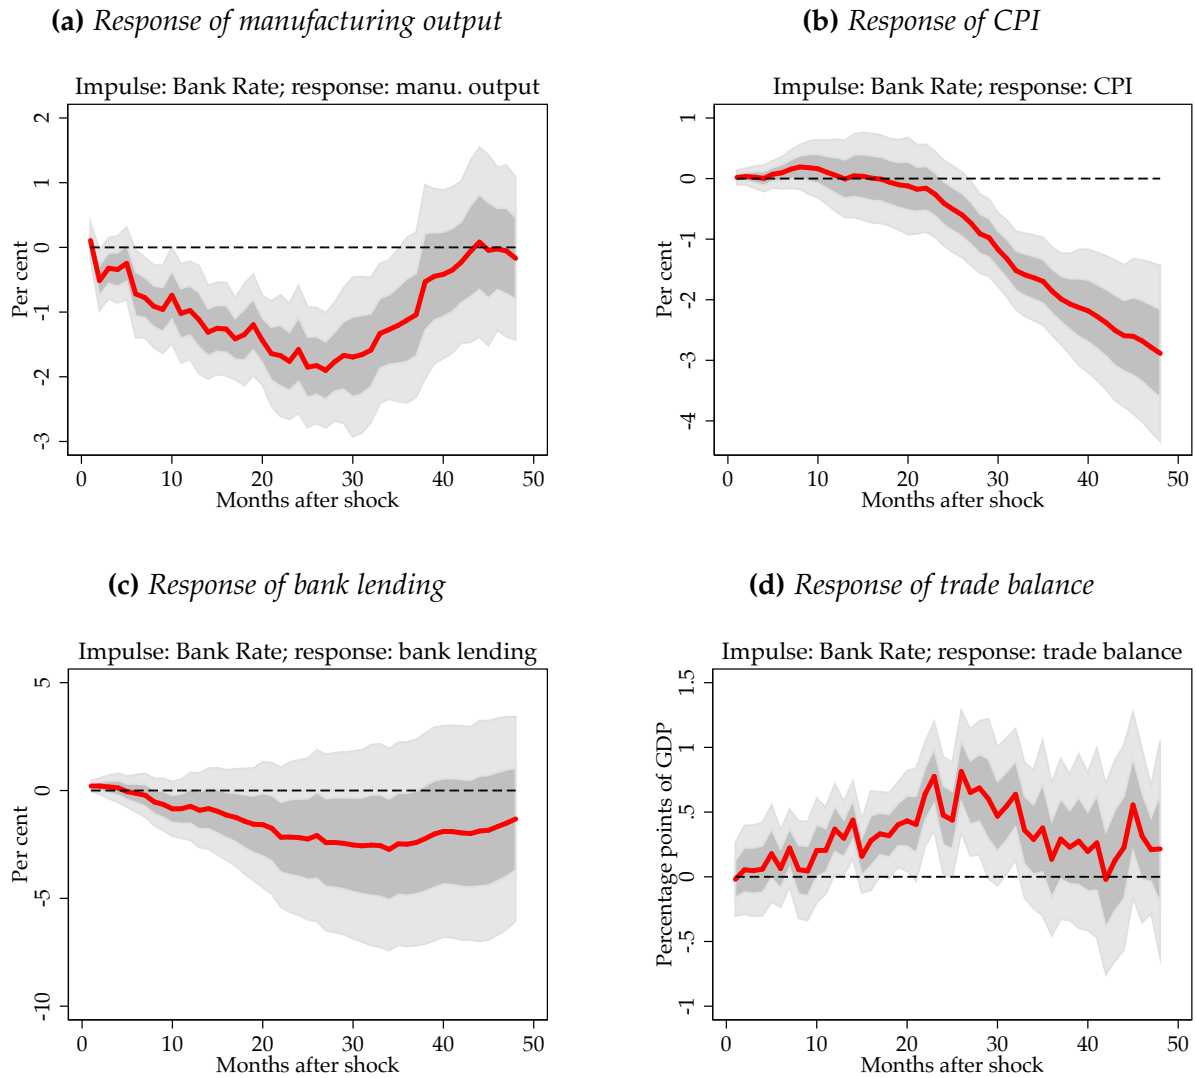 (a) Response of manufacturing output
Impulse: Bank Rate; response: manu. output
Per cent
2
1
0
-1
-2
-3
0 10 20 30 40 50
Months after shock
(b) Response of CPI
Impulse: Bank Rate; response: CPI
Per cent
1
0
-1
-2
-3
-4
0 10 20 30 40 50
Months after shock
(c) Response of bank lending
Impulse: Bank Rate; response: bank lending
Per cent
5
0
-5
-10
0 10 20 30 40 50
Months after shock
(d) Response of trade balance
Impulse: Bank Rate; response: trade balance
Percentage points of GDP
1.5
1
.5
0
-.5
-1
0 10 20 30 40 50
Months after shock